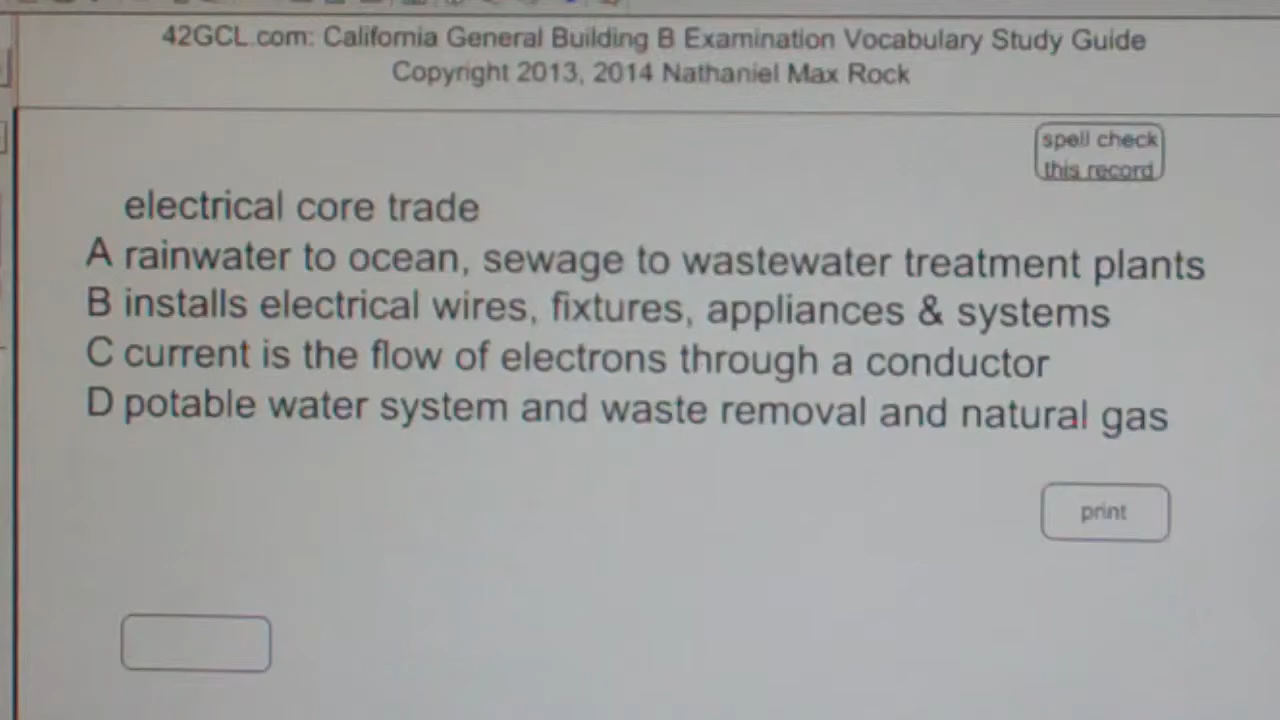 42GCL.com: California General Building B Examination Vocabulary Study Guide
Copyright 2013, 2014 Nathaniel Max Rock
spell check
this record
electrical core trade
A rainwater to ocean, sewage to wastewater treatment plants
B installs electrical wires, fixtures, appliances & systems
C current is the flow of electrons through a conductor
D potable water system and waste removal and natural gas
print